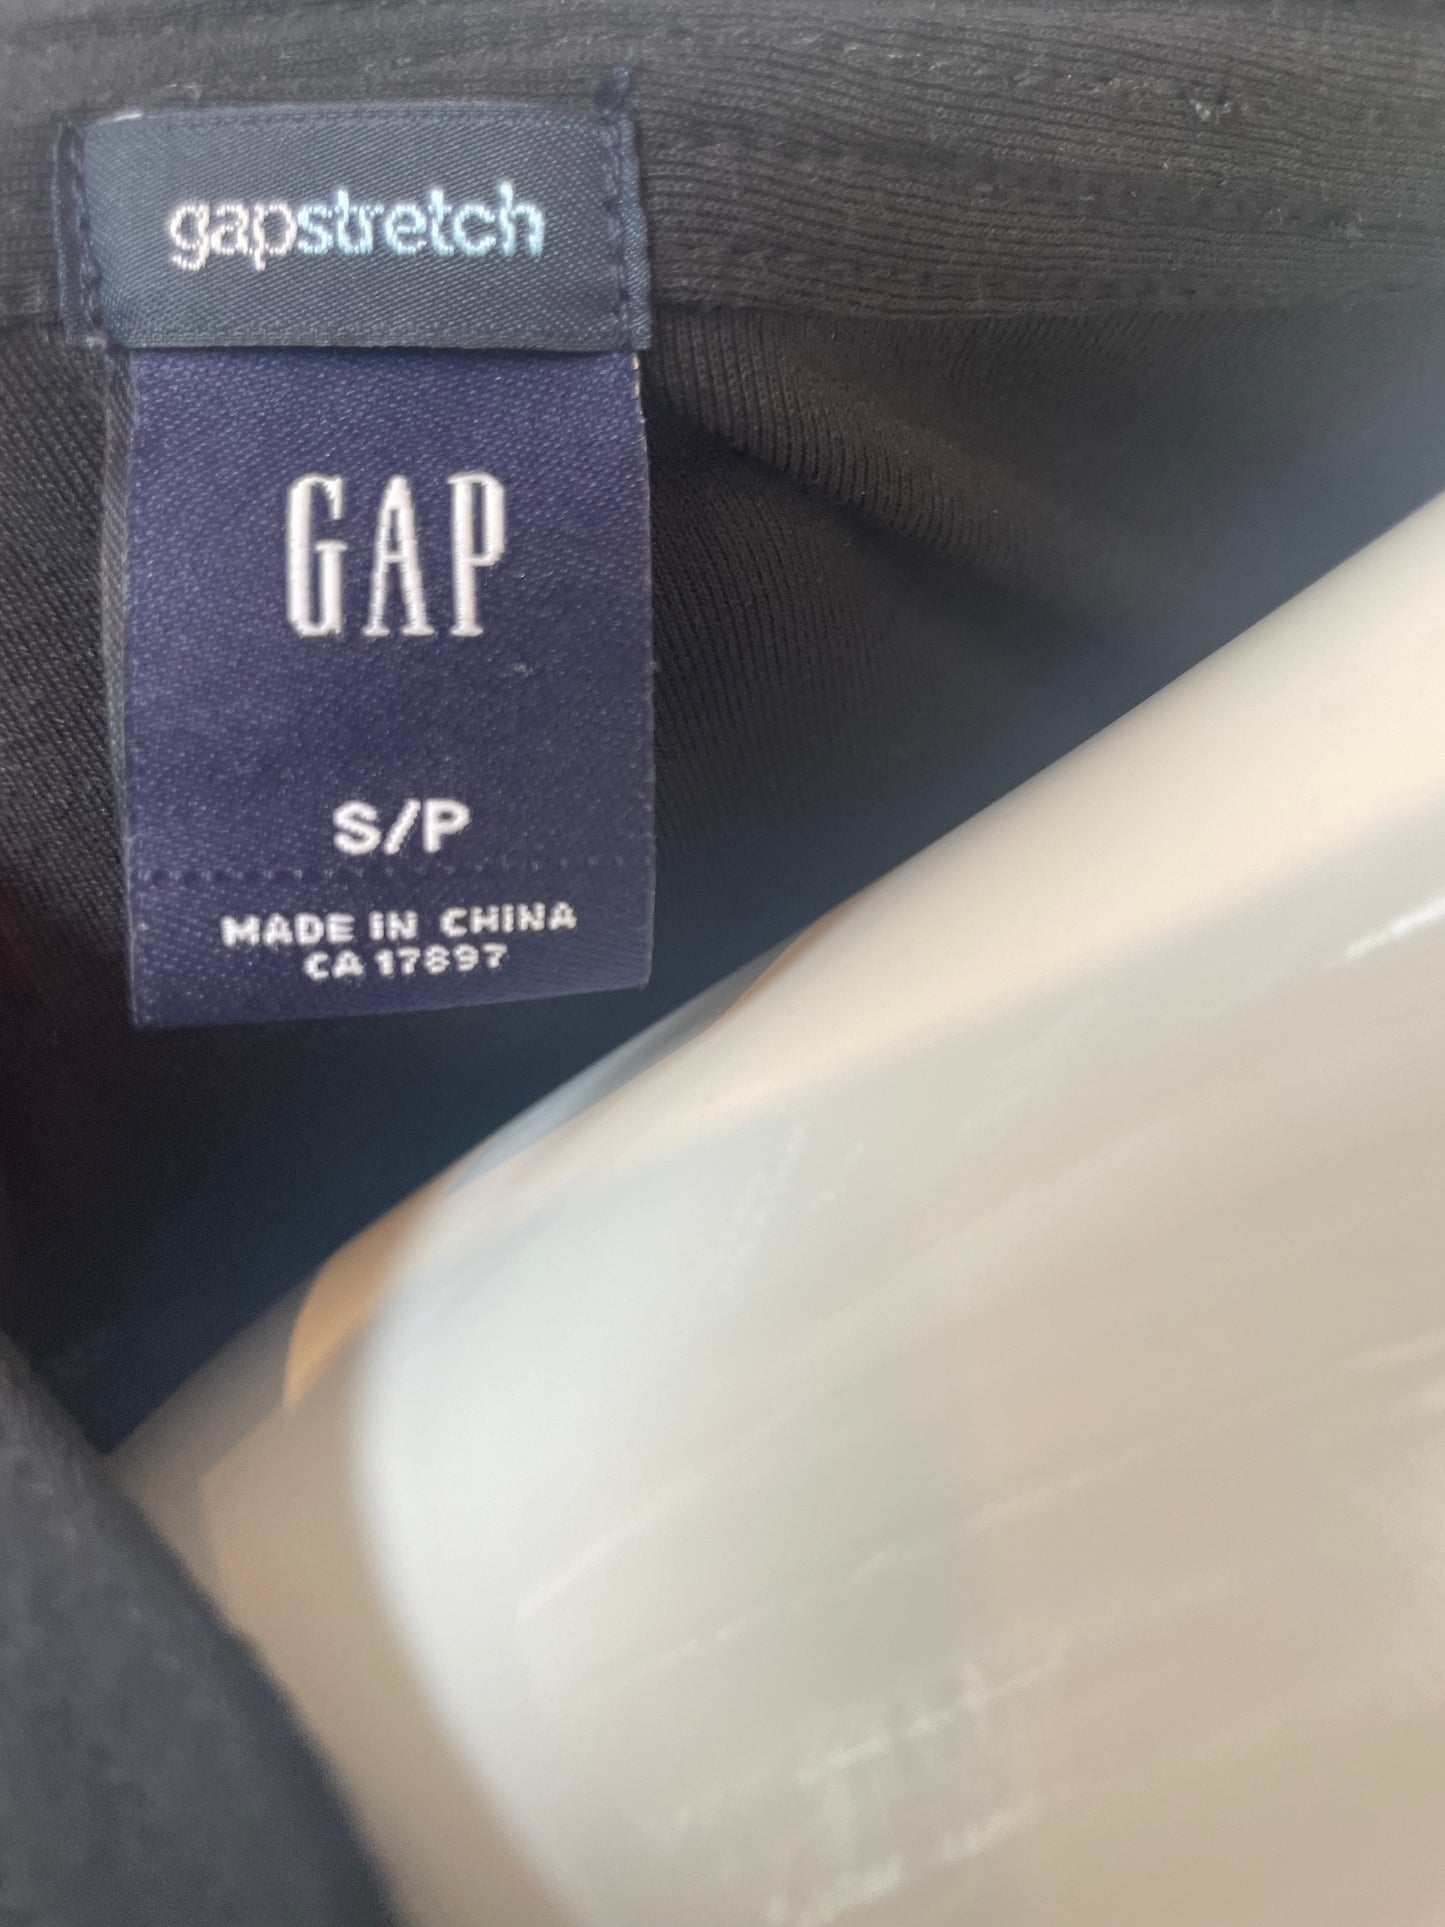 gapstretch
GAP
S/P
MADE IN CHINA
CA 17897